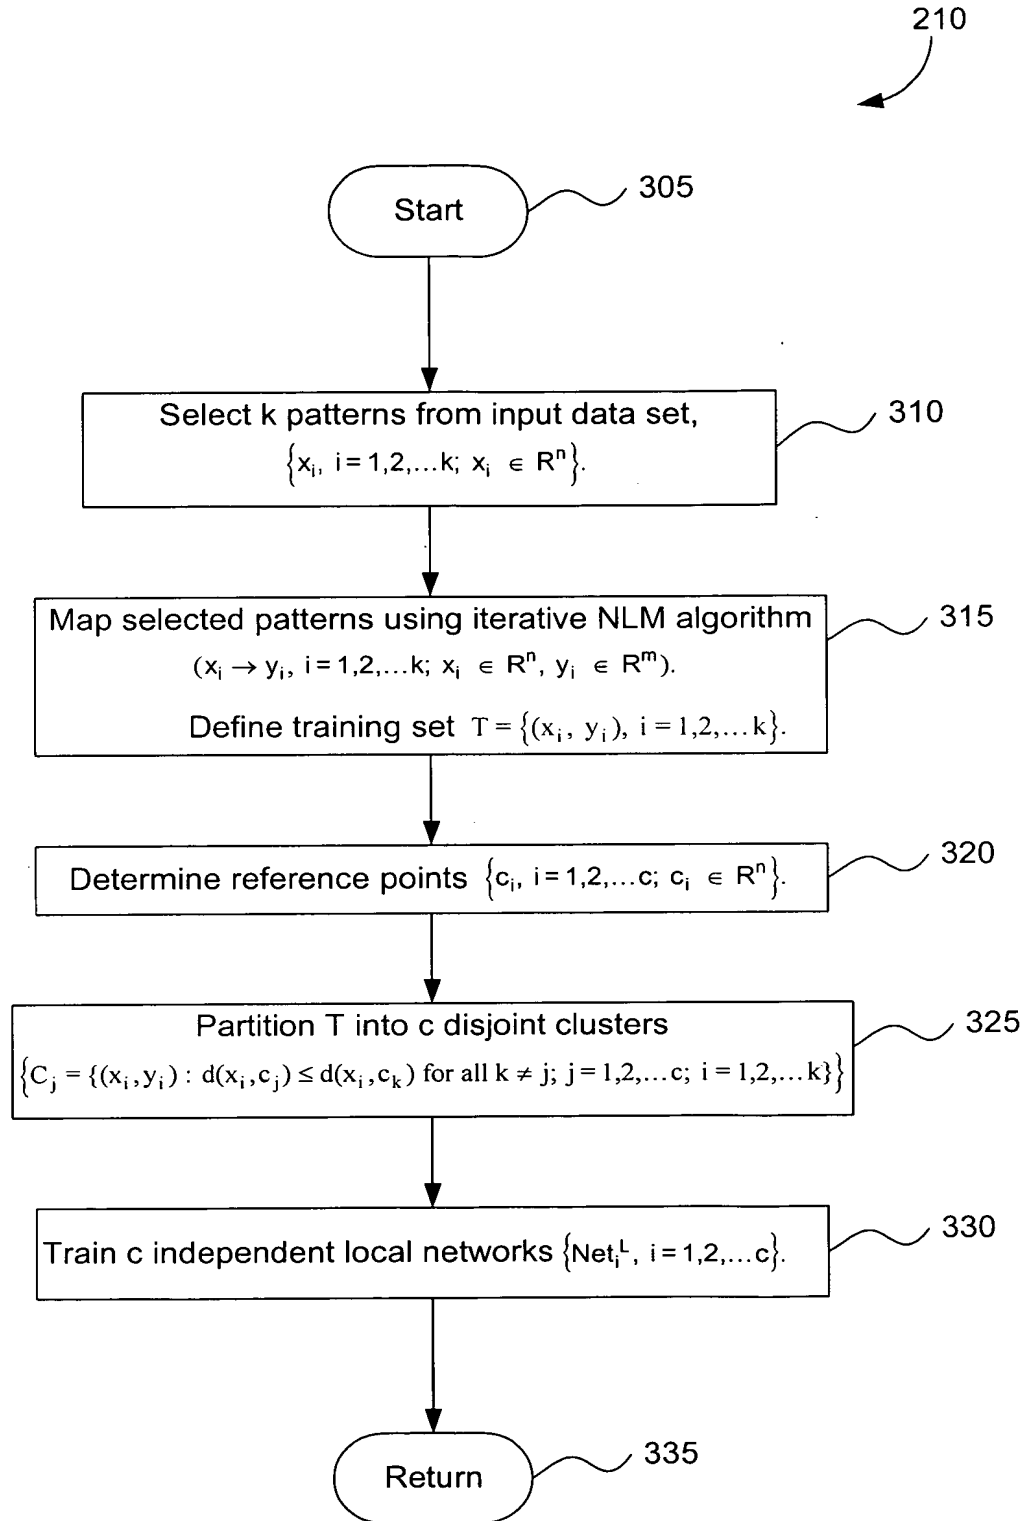 210
Start
305
Select k patterns from input data set,
{xᵢ, i = 1,2,...k; xᵢ ∈ Rⁿ}.
310
Map selected patterns using iterative NLM algorithm
(xᵢ → yᵢ, i = 1,2,...k; xᵢ ∈ Rⁿ, yᵢ ∈ Rᵐ).
Define training set T = {(xᵢ, yᵢ), i = 1,2,...k}.
315
Determine reference points {cᵢ, i = 1,2,...c; cᵢ ∈ Rⁿ}.
320
Partition T into c disjoint clusters
{Cⱼ = {(xᵢ,yᵢ) : d(xᵢ,cⱼ) ≤ d(xᵢ,cₖ) for all k ≠ j; j = 1,2,...c; i = 1,2,...k}}
325
Train c independent local networks {Netᵢᴸ, i = 1,2,...c}.
330
Return
335